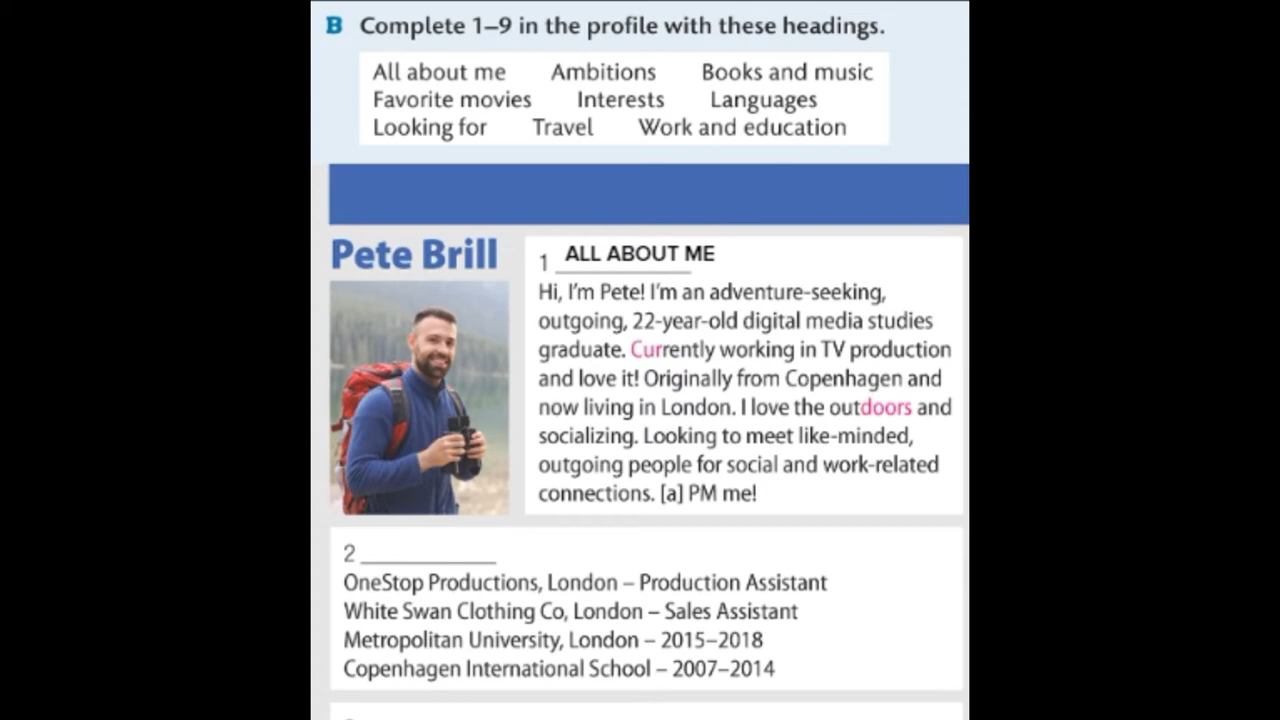 B Complete 1–9 in the profile with these headings.
All about me Ambitions Books and music
Favorite movies Interests Languages
Looking for Travel Work and education
Pete Brill
1 ALL ABOUT ME
Hi, I'm Pete! I'm an adventure-seeking,
outgoing, 22-year-old digital media studies
graduate. Currently working in TV production
and love it! Originally from Copenhagen and
now living in London. I love the outdoors and
socializing. Looking to meet like-minded,
outgoing people for social and work-related
connections. [a] PM me!
2
OneStop Productions, London – Production Assistant
White Swan Clothing Co, London – Sales Assistant
Metropolitan University, London – 2015–2018
Copenhagen International School – 2007–2014